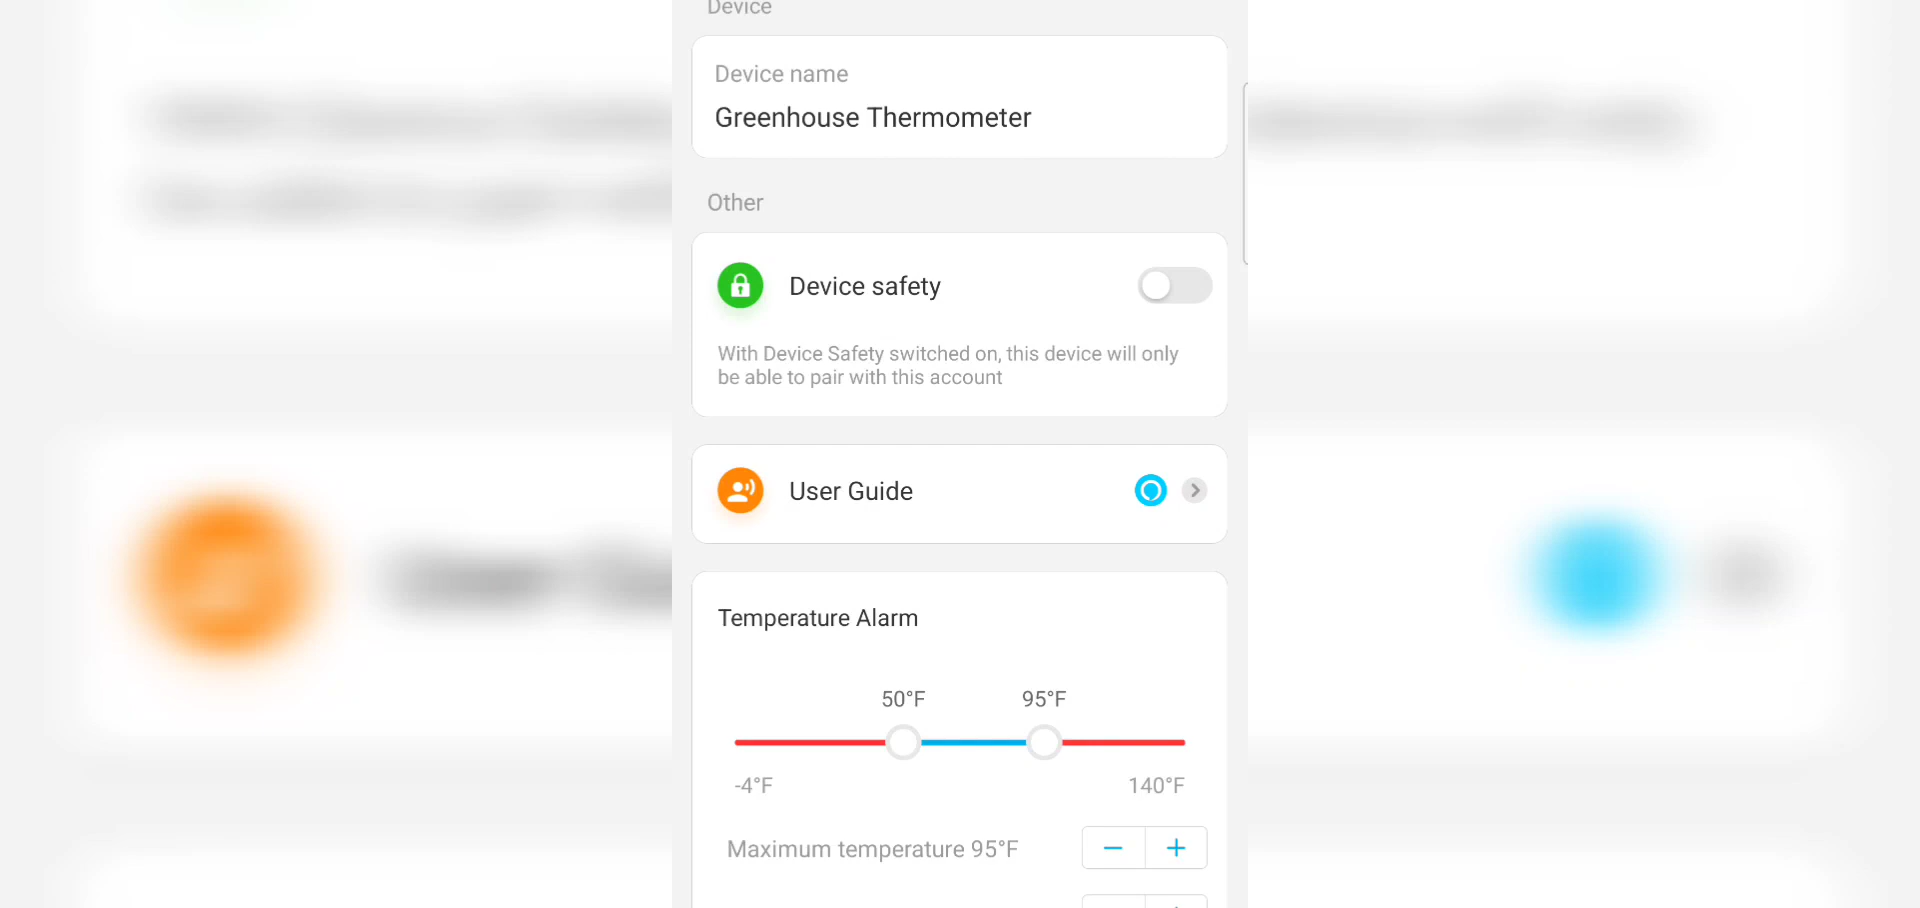 Device
Device name
Greenhouse Thermometer
Other
Device safety
With Device Safety switched on, this device will only
be able to pair with this account
User Guide
Temperature Alarm
50°F 95°F
-4°F 140°F
Maximum temperature 95°F